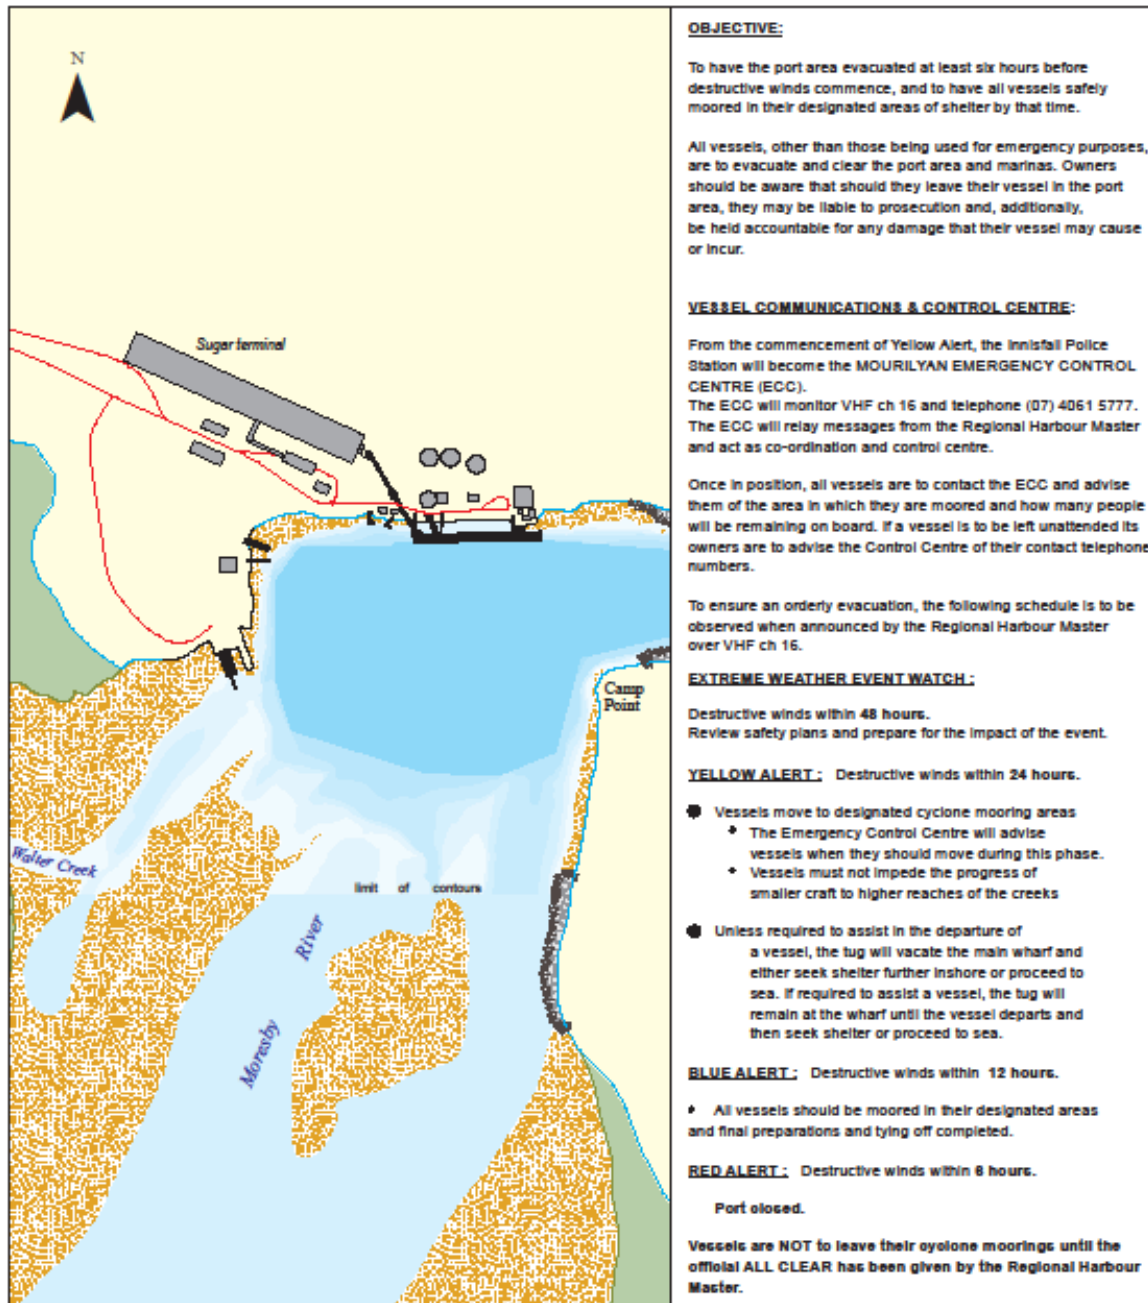 N
Sugar terminal
Camp
Point
Walter Creek
limit of contours
River
Moresby
OBJECTIVE:
To have the port area evacuated at least six hours before
destructive winds commence, and to have all vessels safely
moored in their designated areas of shelter by that time.
All vessels, other than those being used for emergency purposes,
are to evacuate and clear the port area and marinas. Owners
should be aware that should they leave their vessel in the port
area, they may be liable to prosecution and, additionally,
be held accountable for any damage that their vessel may cause
or incur.
VESSEL COMMUNICATIONS & CONTROL CENTRE:
From the commencement of Yellow Alert, the Innisfail Police
Station will become the MOURILYAN EMERGENCY CONTROL
CENTRE (ECC).
The ECC will monitor VHF ch 16 and telephone (07) 4061 5777.
The ECC will relay messages from the Regional Harbour Master
and act as co-ordination and control centre.
Once in position, all vessels are to contact the ECC and advise
them of the area in which they are moored and how many people
will be remaining on board. If a vessel is to be left unattended its
owners are to advise the Control Centre of their contact telephone
numbers.
To ensure an orderly evacuation, the following schedule is to be
observed when announced by the Regional Harbour Master
over VHF ch 16.
EXTREME WEATHER EVENT WATCH :
Destructive winds within 48 hours.
Review safety plans and prepare for the impact of the event.
YELLOW ALERT : Destructive winds within 24 hours.
● Vessels move to designated cyclone mooring areas
• The Emergency Control Centre will advise
vessels when they should move during this phase.
• Vessels must not impede the progress of
smaller craft to higher reaches of the creeks
● Unless required to assist in the departure of
a vessel, the tug will vacate the main wharf and
either seek shelter further inshore or proceed to
sea. If required to assist a vessel, the tug will
remain at the wharf until the vessel departs and
then seek shelter or proceed to sea.
BLUE ALERT : Destructive winds within 12 hours.
• All vessels should be moored in their designated areas
and final preparations and tying off completed.
RED ALERT : Destructive winds within 6 hours.
Port closed.
Vessels are NOT to leave their cyclone moorings until the
official ALL CLEAR has been given by the Regional Harbour
Master.